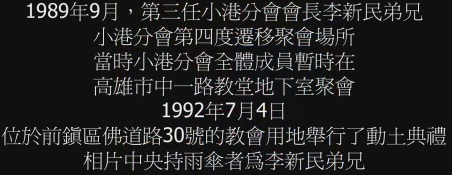 1989年9月，第三任小港分會會長李新民弟兄
小港分會第四度遷移聚會場所
當時小港分會全體成員暫時在
高雄市中一路教堂地下室聚會
1992年7月4日
位於前鎭區佛道路30號的教會用地舉行了動土典禮
相片中央持雨傘者爲李新民弟兄